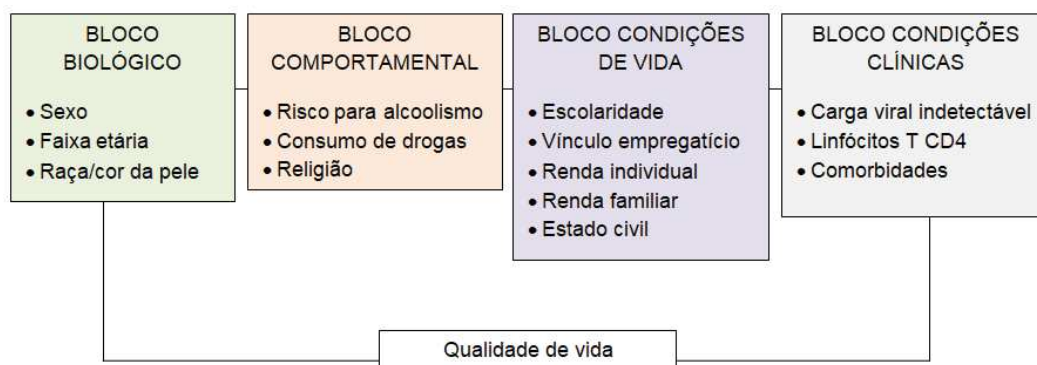 BLOCO
BIOLÓGICO
• Sexo
• Faixa etária
• Raça/cor da pele
BLOCO
COMPORTAMENTAL
• Risco para alcoolismo
• Consumo de drogas
• Religião
BLOCO CONDIÇÕES
DE VIDA
• Escolaridade
• Vínculo empregatício
• Renda individual
• Renda familiar
• Estado civil
BLOCO CONDIÇÕES
CLÍNICAS
• Carga viral indetectável
• Linfócitos T CD4
• Comorbidades
Qualidade de vida